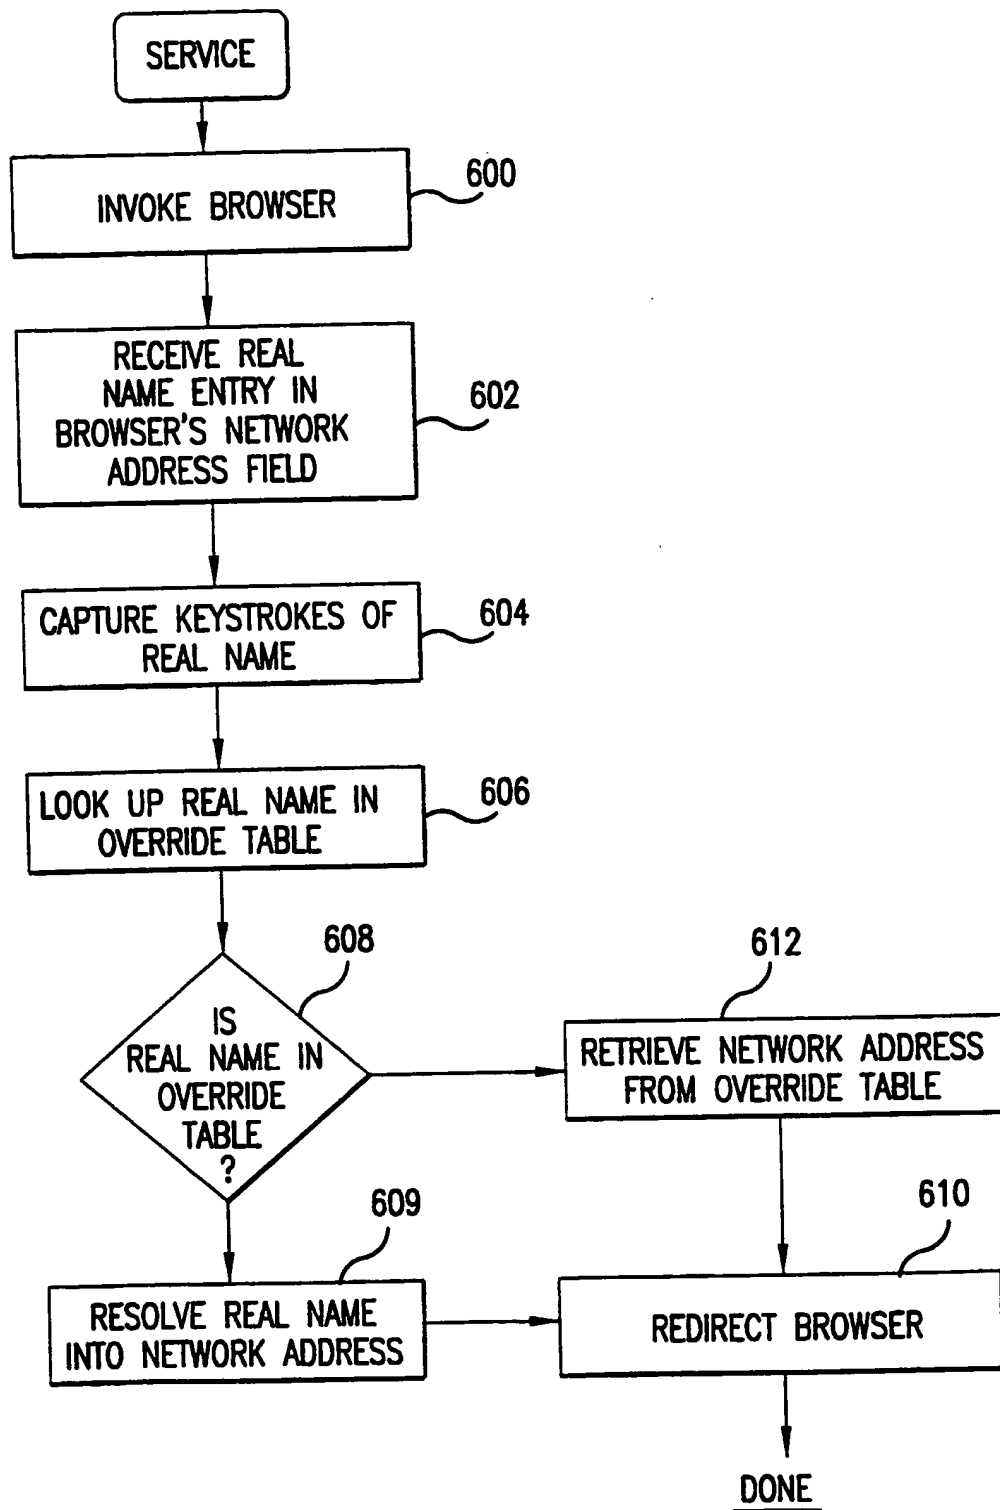 SERVICE
INVOKE BROWSER
600
RECEIVE REAL
NAME ENTRY IN
BROWSER'S NETWORK
ADDRESS FIELD
602
CAPTURE KEYSTROKES OF
REAL NAME
604
LOOK UP REAL NAME IN
OVERRIDE TABLE
606
608
IS
REAL NAME IN
OVERRIDE
TABLE
?
612
RETRIEVE NETWORK ADDRESS
FROM OVERRIDE TABLE
609
RESOLVE REAL NAME
INTO NETWORK ADDRESS
610
REDIRECT BROWSER
DONE